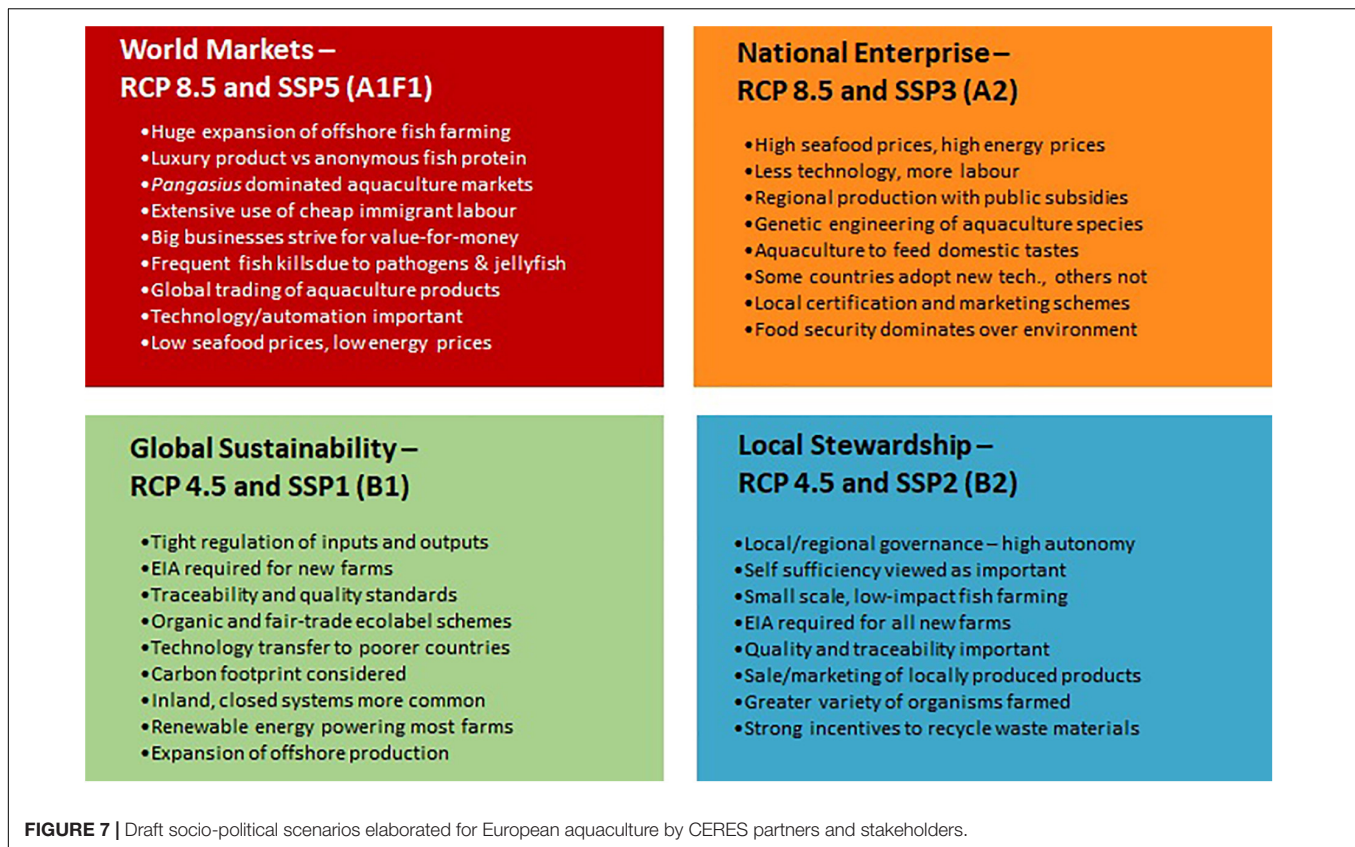 World Markets –
RCP 8.5 and SSP5 (A1F1)
•Huge expansion of offshore fish farming
•Luxury product vs anonymous fish protein
•Pangasius dominated aquaculture markets
•Extensive use of cheap immigrant labour
•Big businesses strive for value-for-money
•Frequent fish kills due to pathogens & jellyfish
•Global trading of aquaculture products
•Technology/automation important
•Low seafood prices, low energy prices
National Enterprise –
RCP 8.5 and SSP3 (A2)
•High seafood prices, high energy prices
•Less technology, more labour
•Regional production with public subsidies
•Genetic engineering of aquaculture species
•Aquaculture to feed domestic tastes
•Some countries adopt new tech., others not
•Local certification and marketing schemes
•Food security dominates over environment
Global Sustainability –
RCP 4.5 and SSP1 (B1)
•Tight regulation of inputs and outputs
•EIA required for new farms
•Traceability and quality standards
•Organic and fair-trade ecolabel schemes
•Technology transfer to poorer countries
•Carbon footprint considered
•Inland, closed systems more common
•Renewable energy powering most farms
•Expansion of offshore production
Local Stewardship –
RCP 4.5 and SSP2 (B2)
•Local/regional governance – high autonomy
•Self sufficiency viewed as important
•Small scale, low-impact fish farming
•EIA required for all new farms
•Quality and traceability important
•Sale/marketing of locally produced products
•Greater variety of organisms farmed
•Strong incentives to recycle waste materials
FIGURE 7 | Draft socio-political scenarios elaborated for European aquaculture by CERES partners and stakeholders.